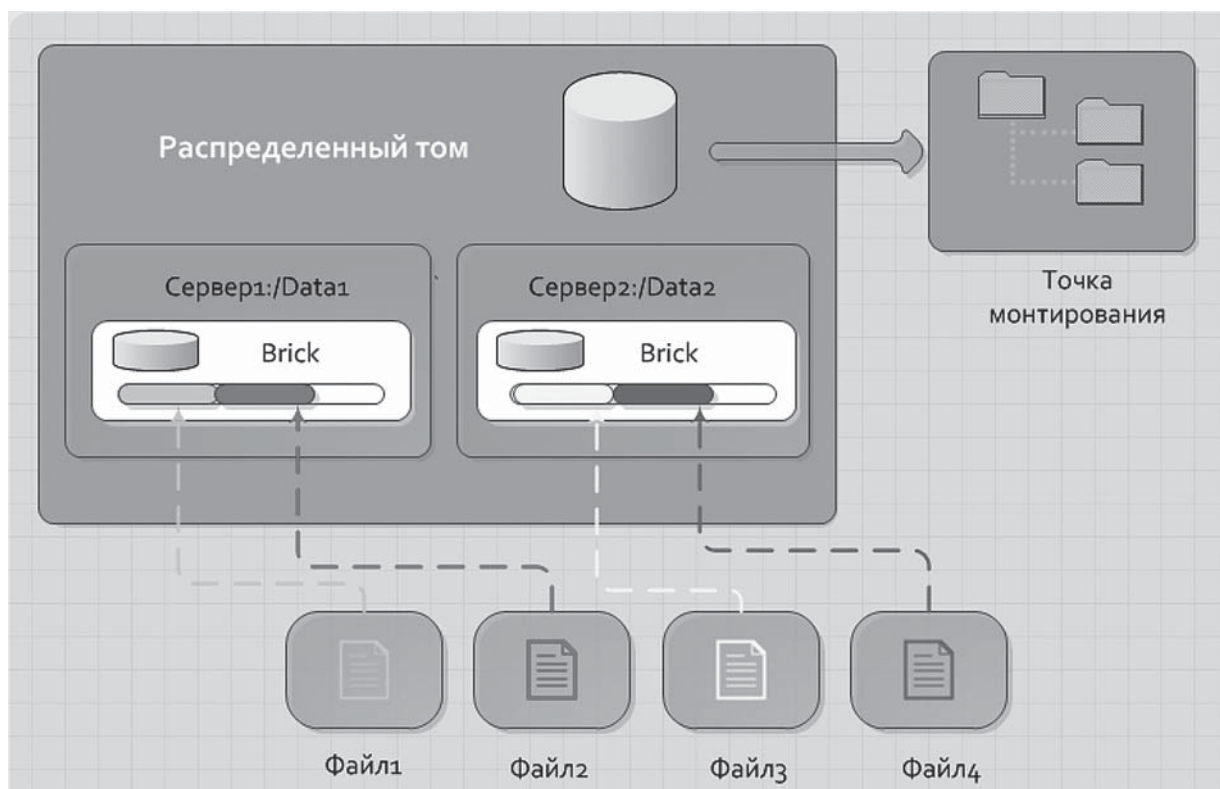 Распределенный том
Сервер1:/Data1
Brick
Сервер2:/Data2
Brick
Точка
монтирования
Файл1
Файл2
Файл3
Файл4